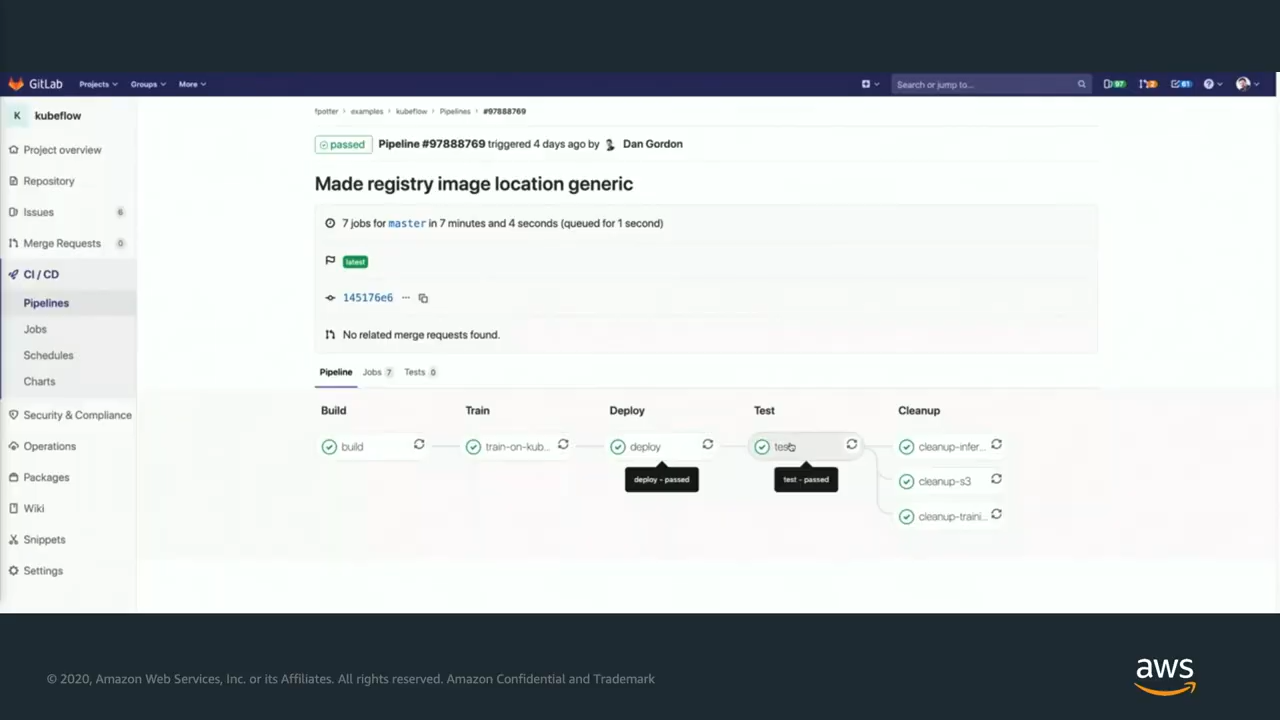 GitLab Projects Groups More Search or jump to... 97 2 61
K kubeflow
Project overview
Repository
Issues 6
Merge Requests 0
CI / CD
Pipelines
Jobs
Schedules
Charts
Security & Compliance
Operations
Packages
Wiki
Snippets
Settings
fpotter > examples > kubeflow > Pipelines > #97888769
passed Pipeline #97888769 triggered 4 days ago by Dan Gordon
Made registry image location generic
7 jobs for master in 7 minutes and 4 seconds (queued for 1 second)
latest
145176e6 ...
No related merge requests found.
Pipeline Jobs 7 Tests 0
Build Train Deploy Test Cleanup
build train-on-kub... deploy test cleanup-infer...
deploy - passed test - passed cleanup-s3
cleanup-traini...
© 2020, Amazon Web Services, Inc. or its Affiliates. All rights reserved. Amazon Confidential and Trademark
aws